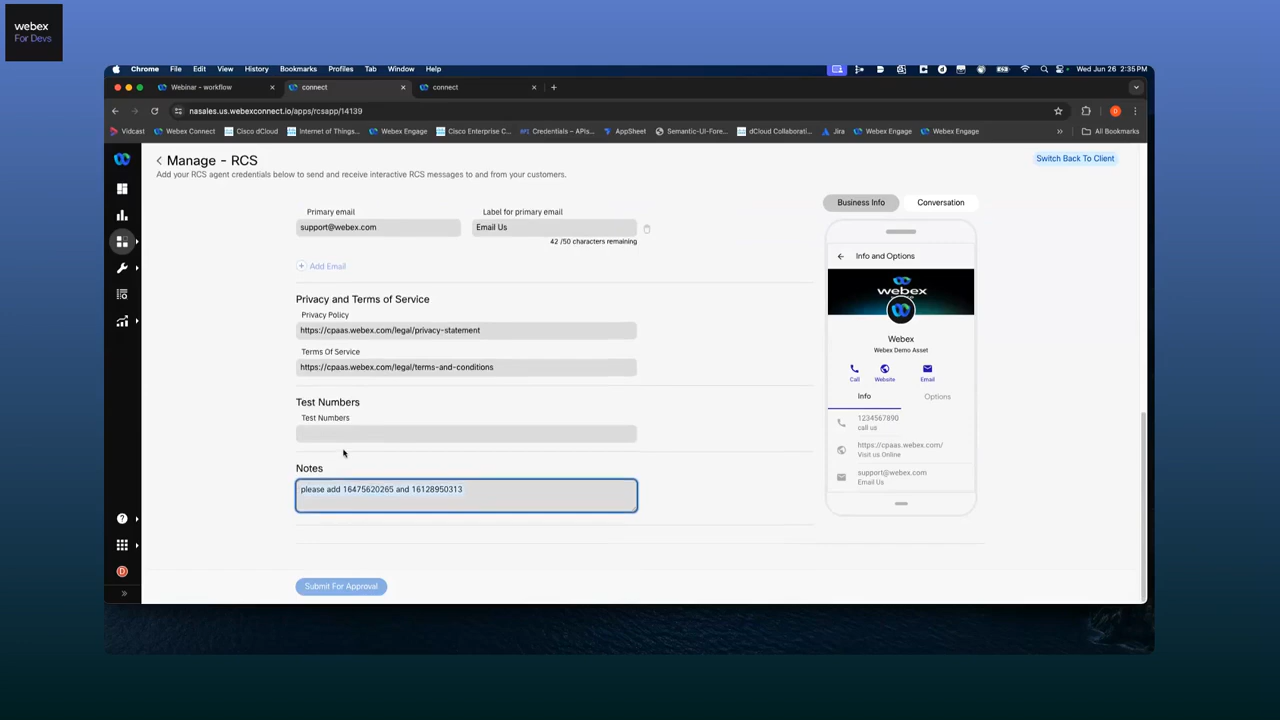 webex
For Devs
Chrome File Edit View History Bookmarks Profiles Tab Window Help
Wed Jun 26 2:35 PM
Webinar - workflow
connect
connect
nasales.us.webexconnect.io/apps/rcsapp/14139
Vidcast Webex Connect Cisco dCloud Internet of Things... Webex Engage Cisco Enterprise C... Credentials – APIs... AppSheet Semantic-UI-Fore... dCloud Collaborati... Jira Webex Engage Webex Engage » All Bookmarks
Manage - RCS
Switch Back To Client
Add your RCS agent credentials below to send and receive interactive RCS messages to and from your customers.
Primary email
Label for primary email
support@webex.com
Email Us
42 /50 characters remaining
+ Add Email
Privacy and Terms of Service
Privacy Policy
https://cpaas.webex.com/legal/privacy-statement
Terms Of Service
https://cpaas.webex.com/legal/terms-and-conditions
Test Numbers
Test Numbers
Notes
please add 16475620265 and 16128950313
Submit For Approval
Business Info
Conversation
Info and Options
webex
Webex
Webex Demo Asset
Call Website Email
Info Options
1234567890
call us
https://cpaas.webex.com/
Visit us Online
support@webex.com
Email Us
D
D